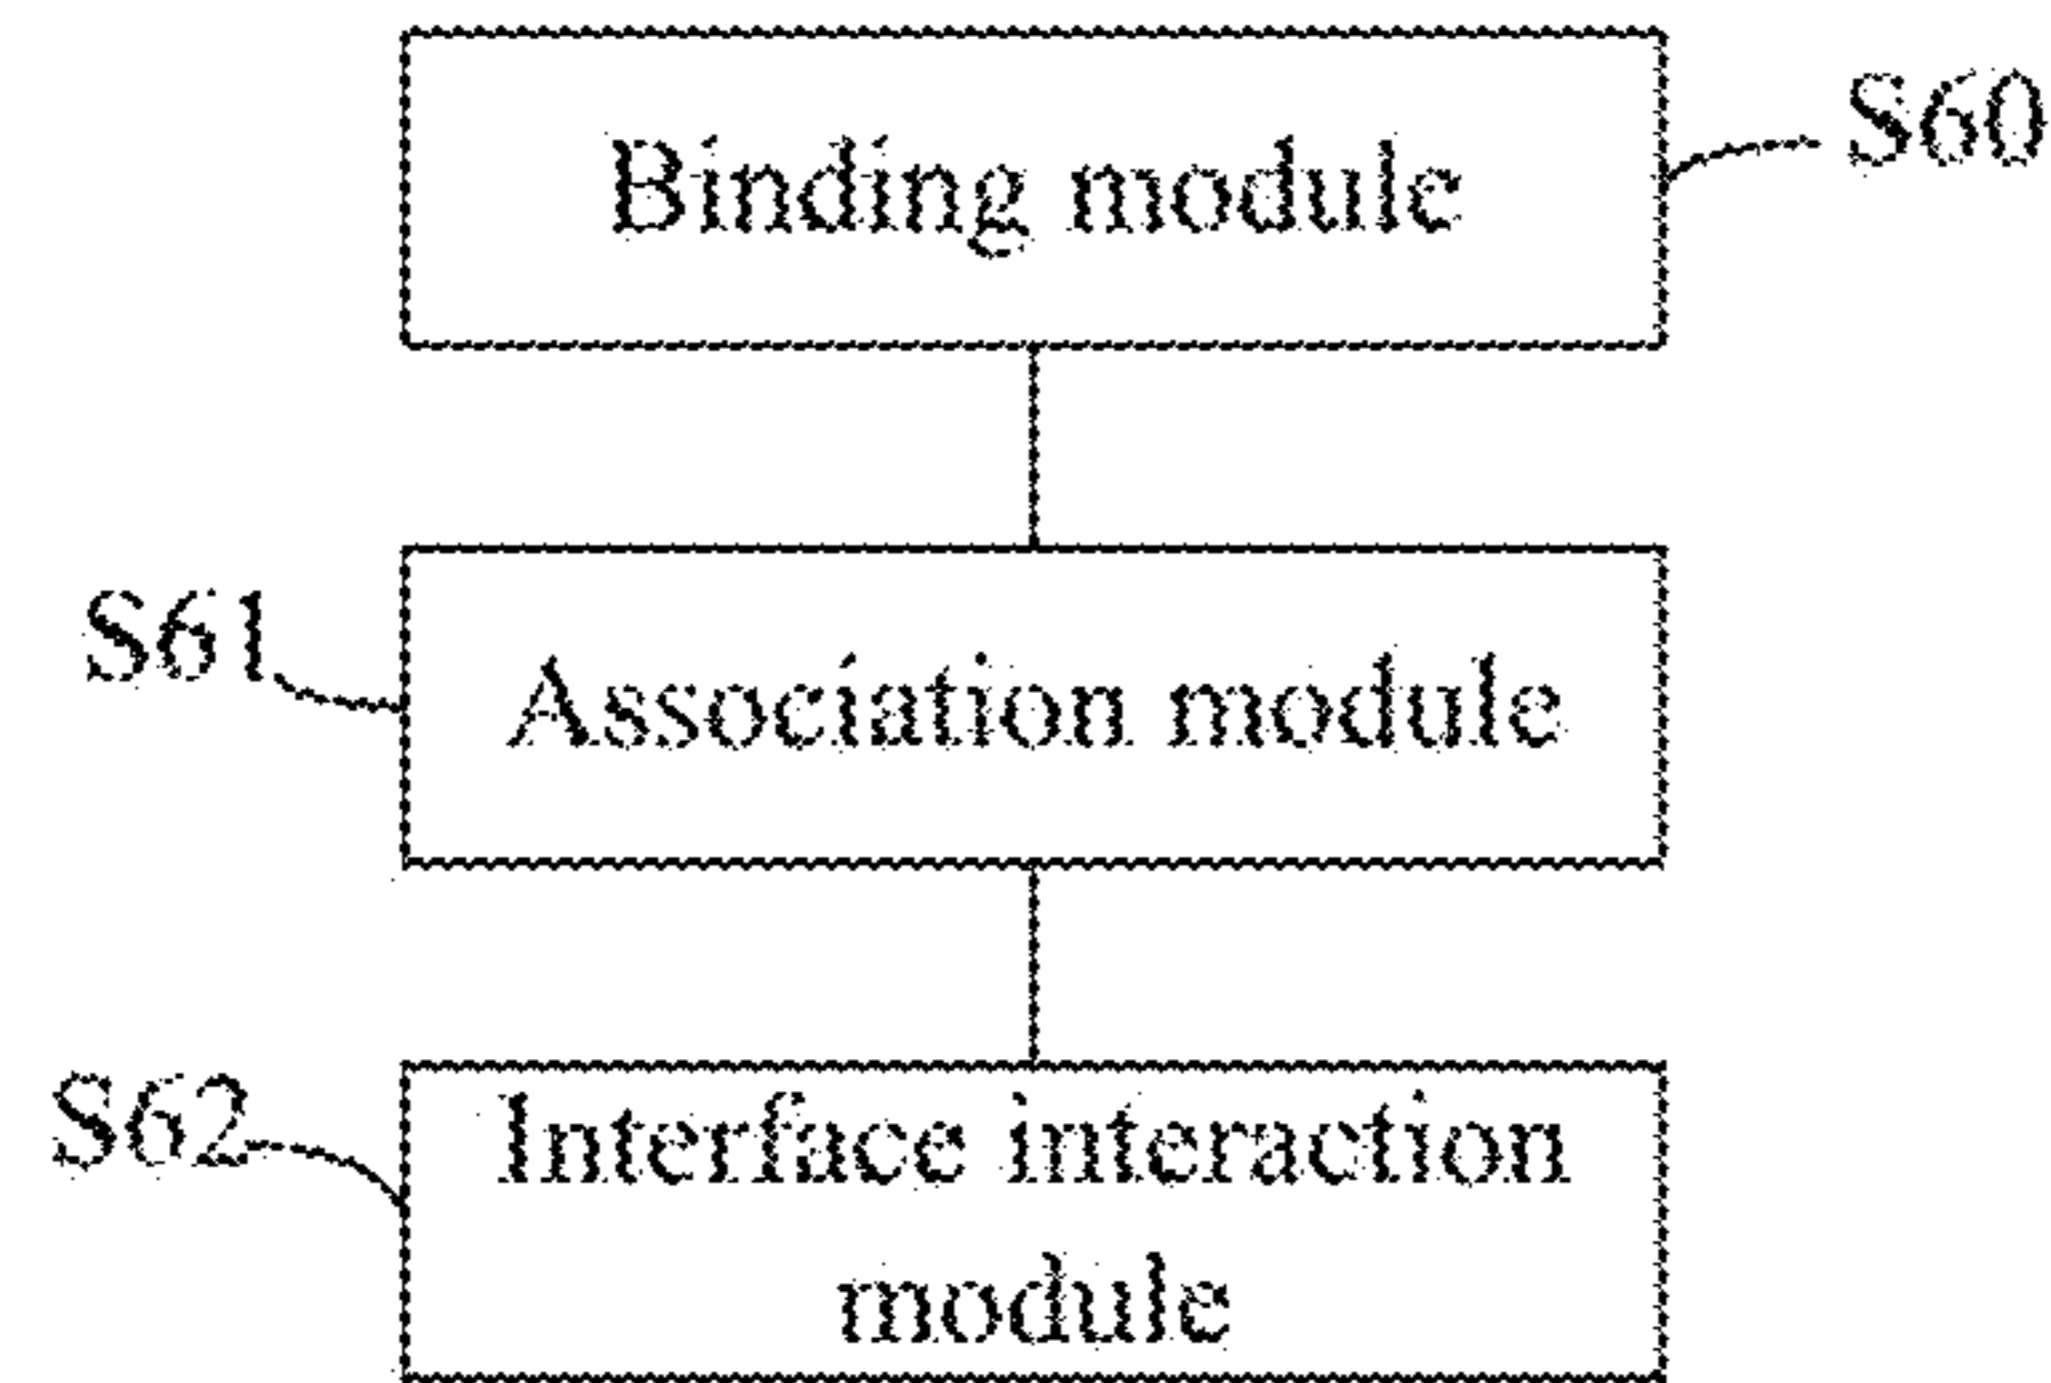 Binding module
S60
S61
Association module
S62
Interface interaction
module